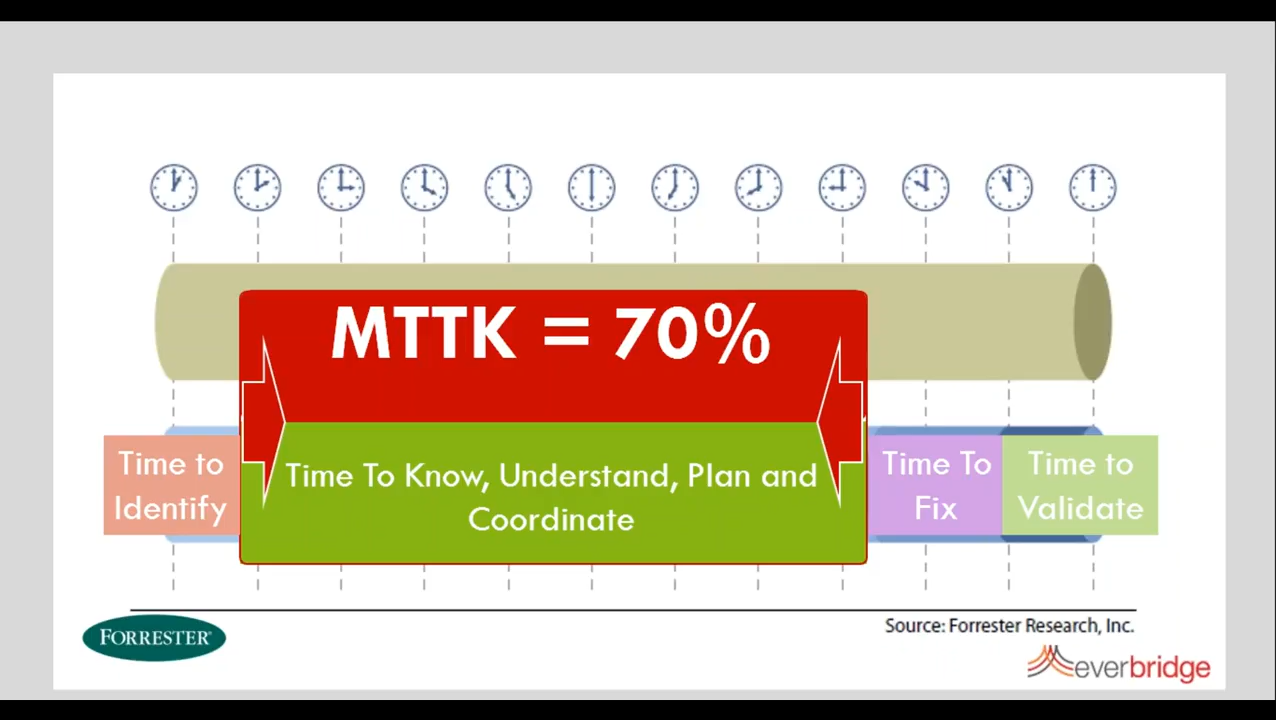 MTTK = 70%
Time to
Identify
Time To Know, Understand, Plan and
Coordinate
Time To
Fix
Time to
Validate
FORRESTER®
Source: Forrester Research, Inc.
everbridge